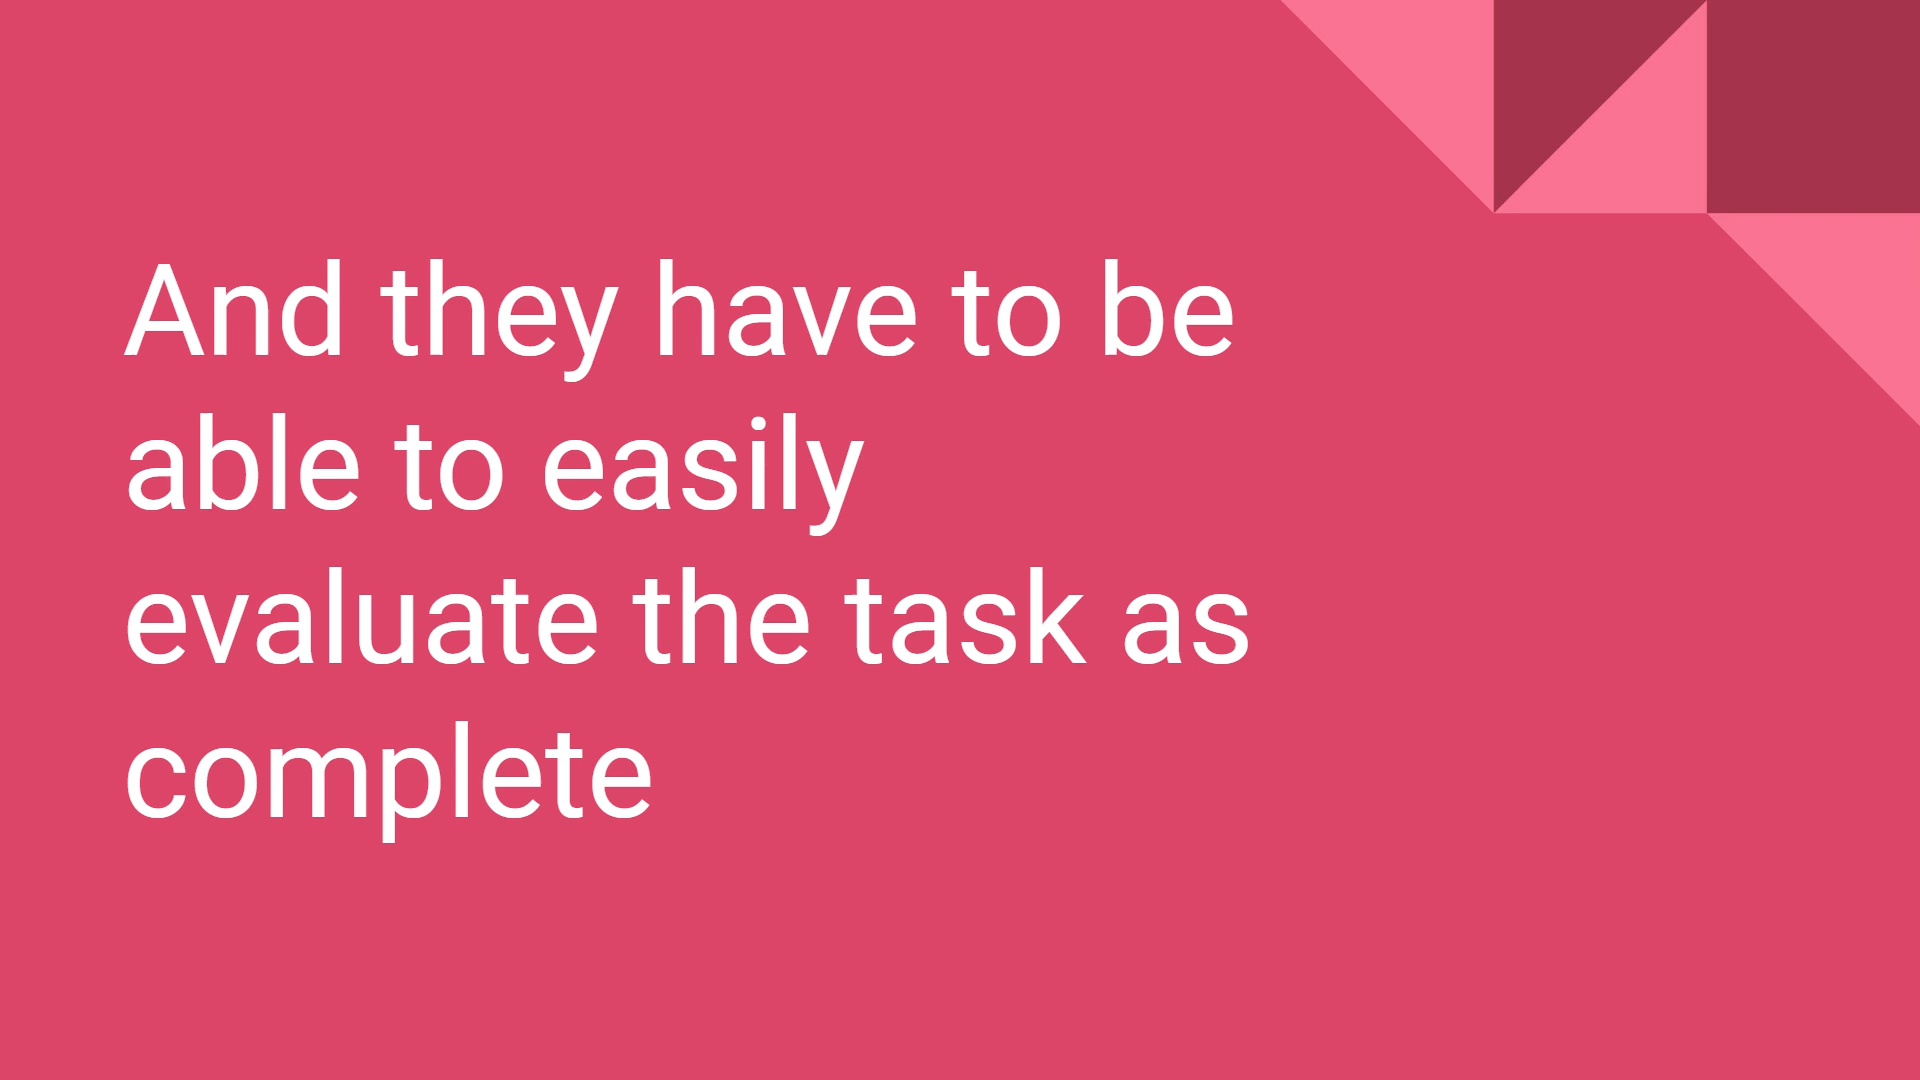 And they have to be
able to easily
evaluate the task as
complete